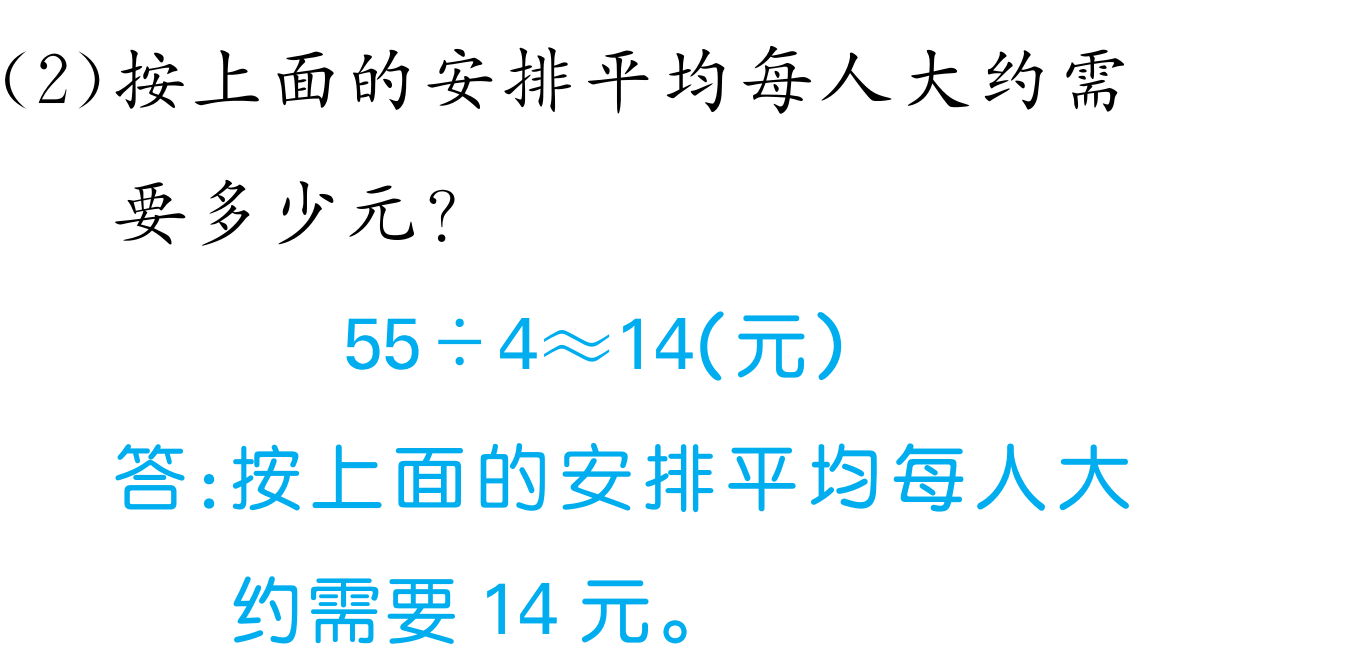 (2)按上面的安排平均每人大约需
要多少元?
55÷4≈14(元)
答:按上面的安排平均每人大
约需要 14 元。